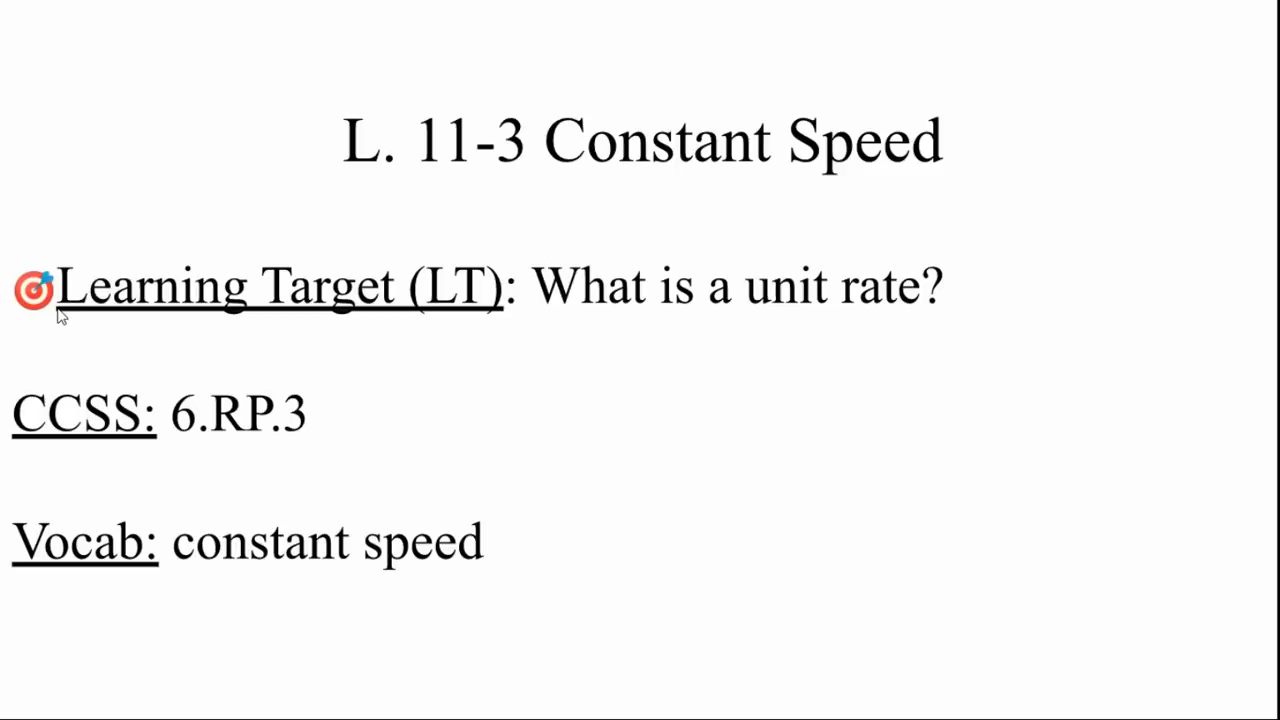 L. 11-3 Constant Speed
🎯Learning Target (LT): What is a unit rate?
CCSS: 6.RP.3
Vocab: constant speed